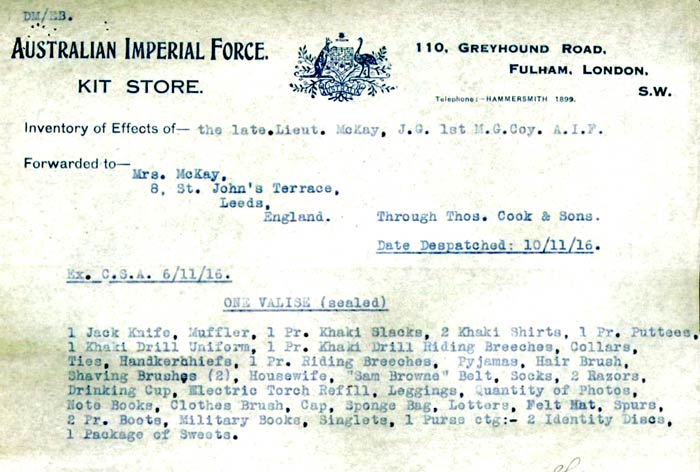 DM/EB.
AUSTRALIAN IMPERIAL FORCE.
KIT STORE.
110, GREYHOUND ROAD,
FULHAM, LONDON,
S.W.
Telephone:—HAMMERSMITH 1899.
Inventory of Effects of— the late.Lieut. McKay, J.G. 1st M.G.Coy. A.I.F.
Forwarded to—
Mrs. McKay,
8, St. John's Terrace,
Leeds,
England.
Through Thos. Cook & Sons.
Date Despatched: 10/11/16.
Ex. C.S.A. 6/11/16.
ONE VALISE (sealed)
1 Jack Knife, Muffler, 1 Pr. Khaki Slacks, 2 Khaki Shirts, 1 Pr. Puttees,
1 Khaki Drill Uniform, 1 Pr. Khaki Drill Riding Breeches, Collars,
Ties, Handkerchiefs, 1 Pr. Riding Breeches, Pyjamas, Hair Brush,
Shaving Brushes (2), Housewife, "Sam Browne" Belt, Socks, 2 Razors,
Drinking Cup, Electric Torch Refill, Leggings, Quantity of Photos,
Note Books, Clothes Brush, Cap, Sponge Bag, Letters, Felt Hat, Spurs,
2 Pr. Boots, Military Books, Singlets, 1 Purse ctg:- 2 Identity Discs,
1 Package of Sweets.